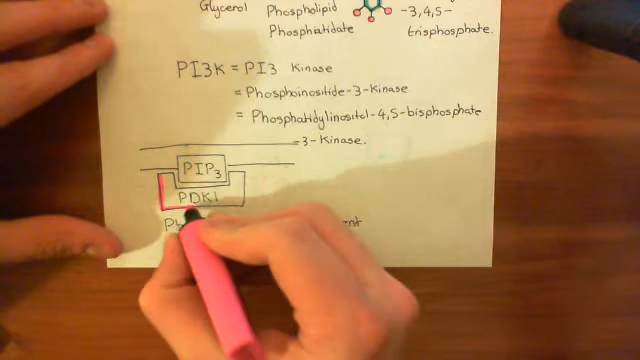 Glycerol Phospholipid -3,4,5-
Phosphatidate trisphosphate.
PI3K = PI3 Kinase
= Phosphoinositide-3-Kinase
= Phosphatidylinositol-4,5-bisphosphate
-3-Kinase.
PIP3
PDK1